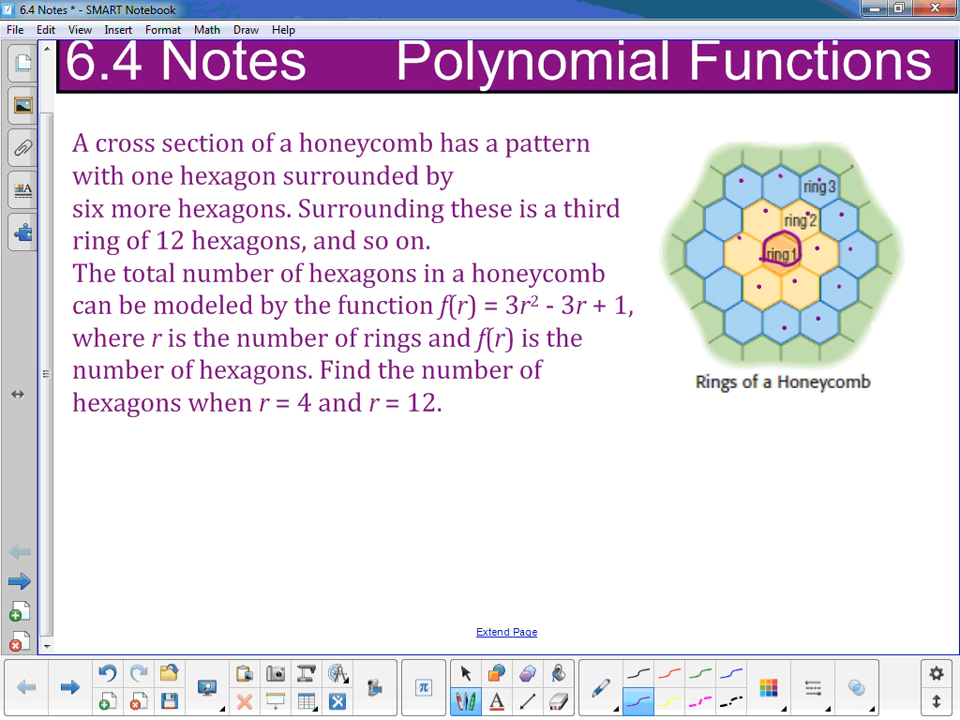 6.4 Notes * - SMART Notebook
File Edit View Insert Format Math Draw Help
6.4 Notes Polynomial Functions
A cross section of a honeycomb has a pattern
with one hexagon surrounded by
six more hexagons. Surrounding these is a third
ring of 12 hexagons, and so on.
The total number of hexagons in a honeycomb
can be modeled by the function f(r) = 3r² - 3r + 1,
where r is the number of rings and f(r) is the
number of hexagons. Find the number of
hexagons when r = 4 and r = 12.
ring 3
ring 2
ring 1
Rings of a Honeycomb
Extend Page
π
A